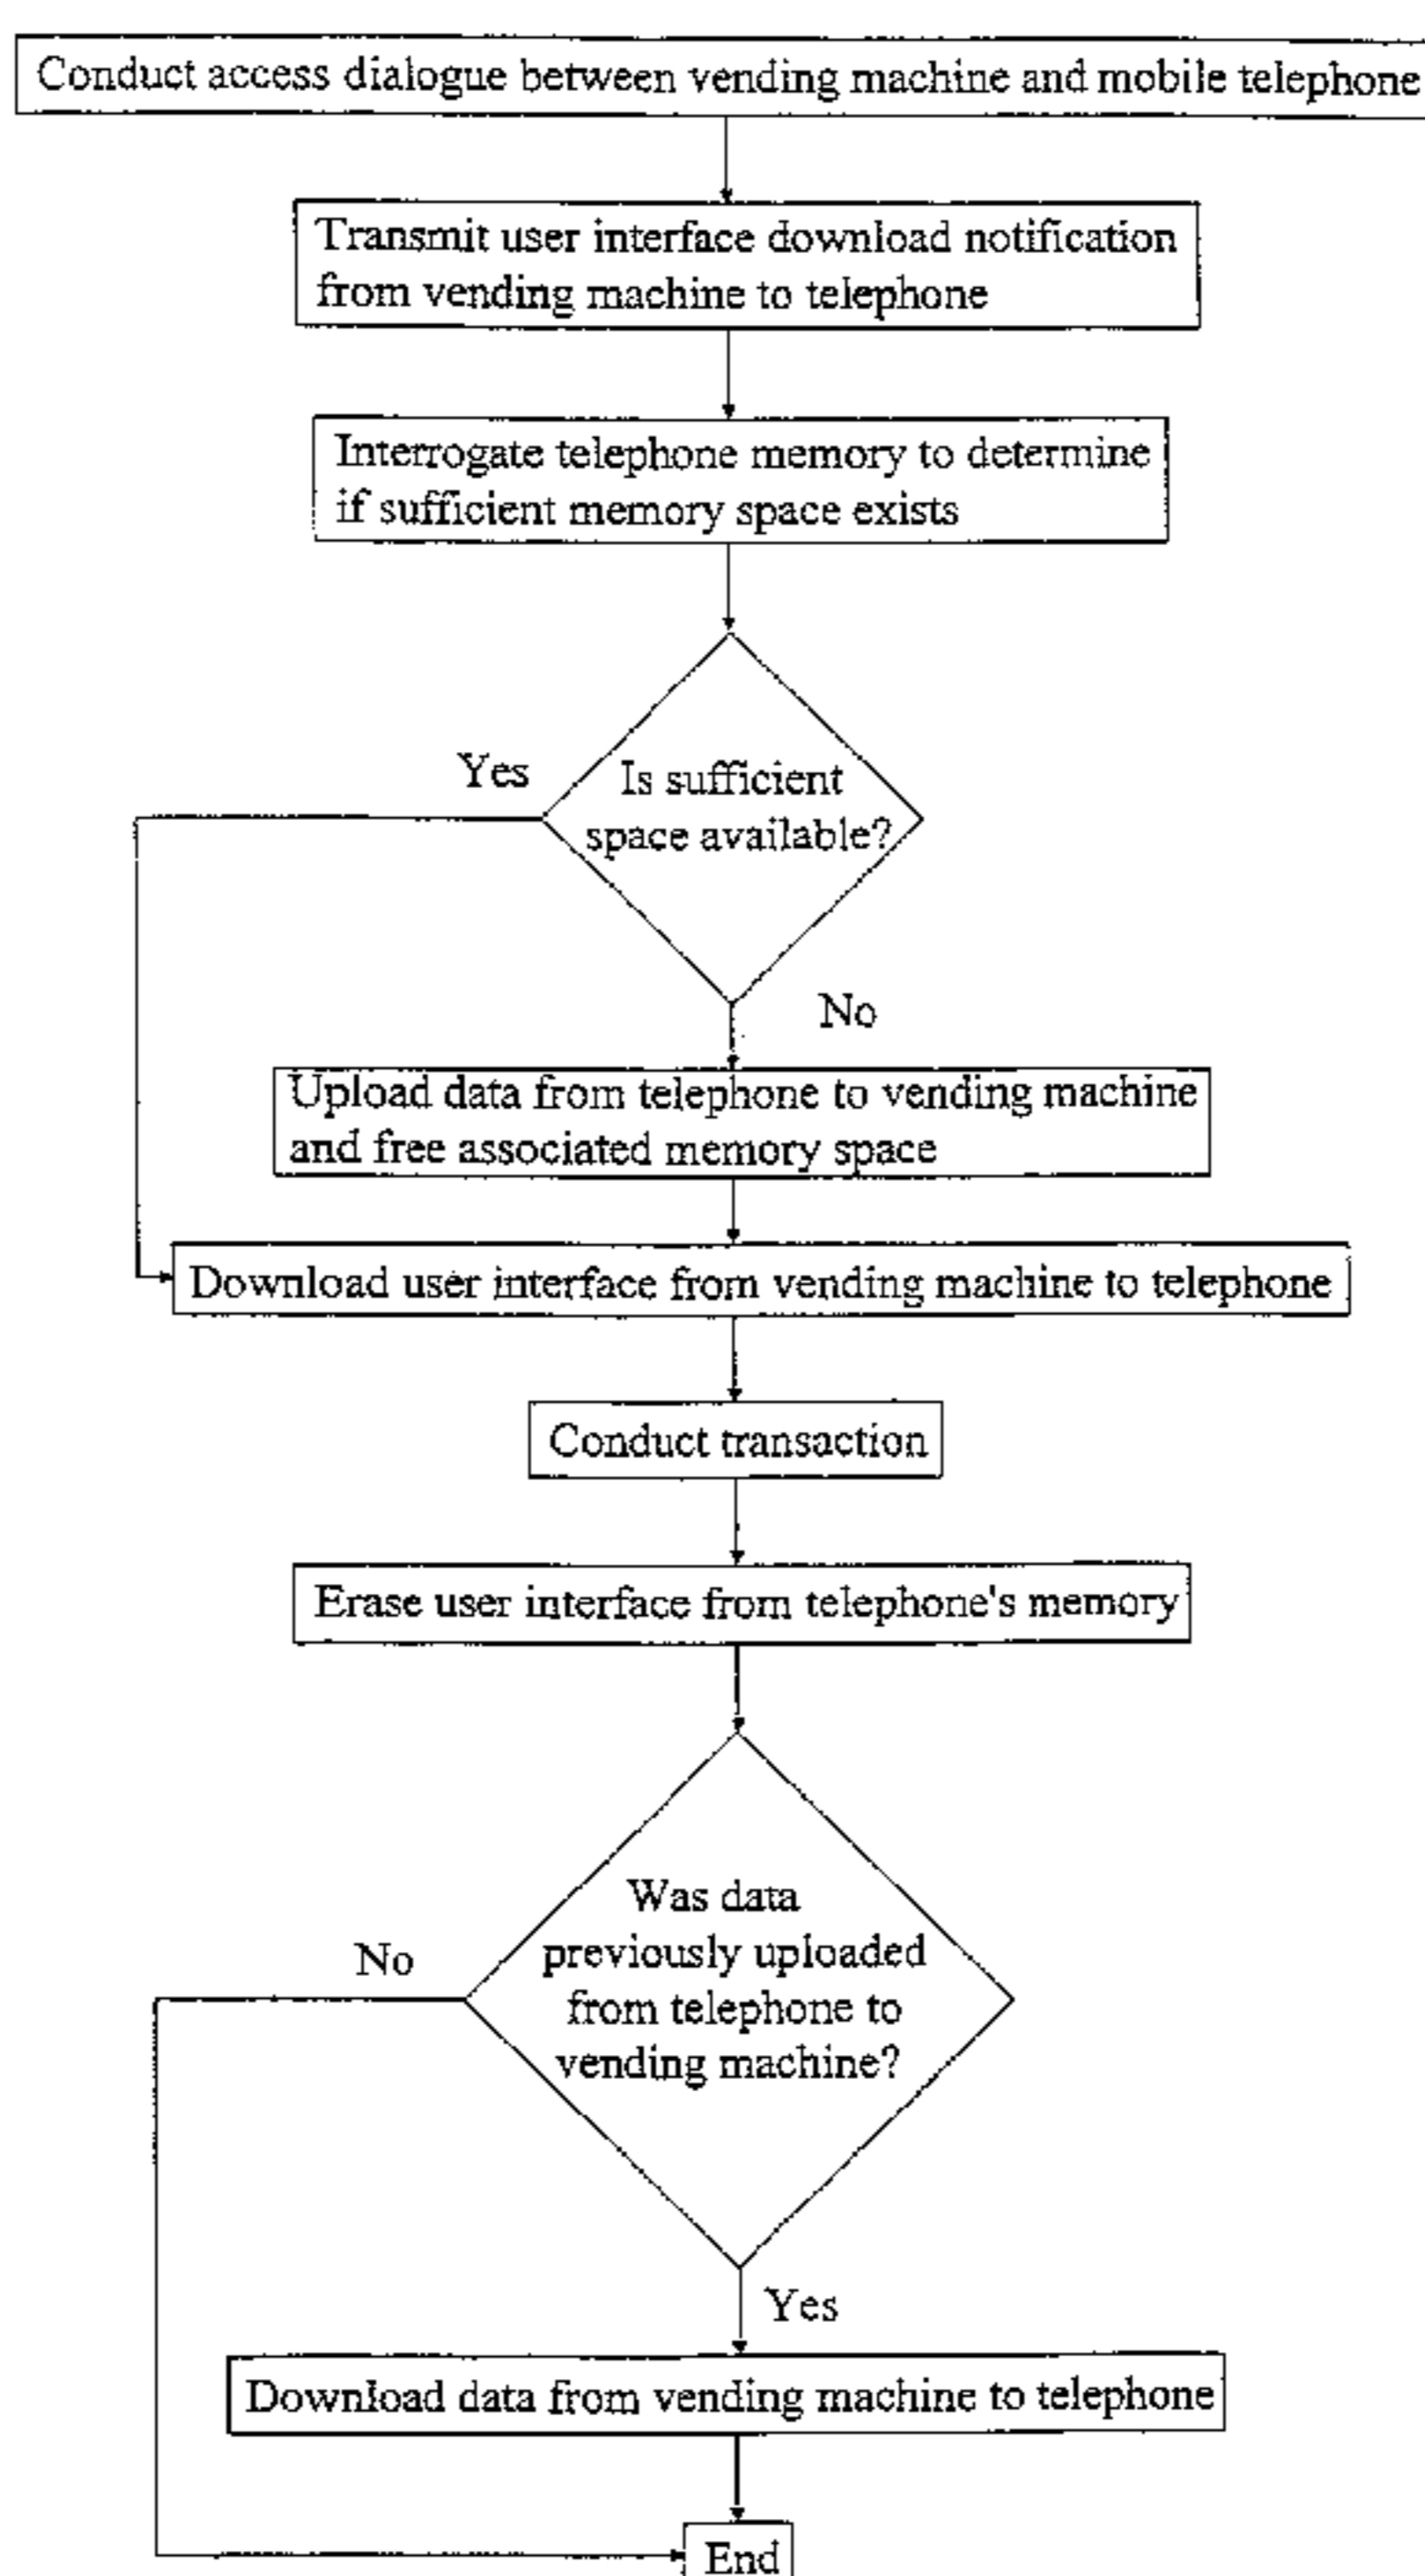 Conduct access dialogue between vending machine and mobile telephone
Transmit user interface download notification
from vending machine to telephone
Interrogate telephone memory to determine
if sufficient memory space exists
Yes
Is sufficient
space available?
No
Upload data from telephone to vending machine
and free associated memory space
Download user interface from vending machine to telephone
Conduct transaction
Erase user interface from telephone's memory
Was data
previously uploaded
from telephone to
vending machine?
No
Yes
Download data from vending machine to telephone
End